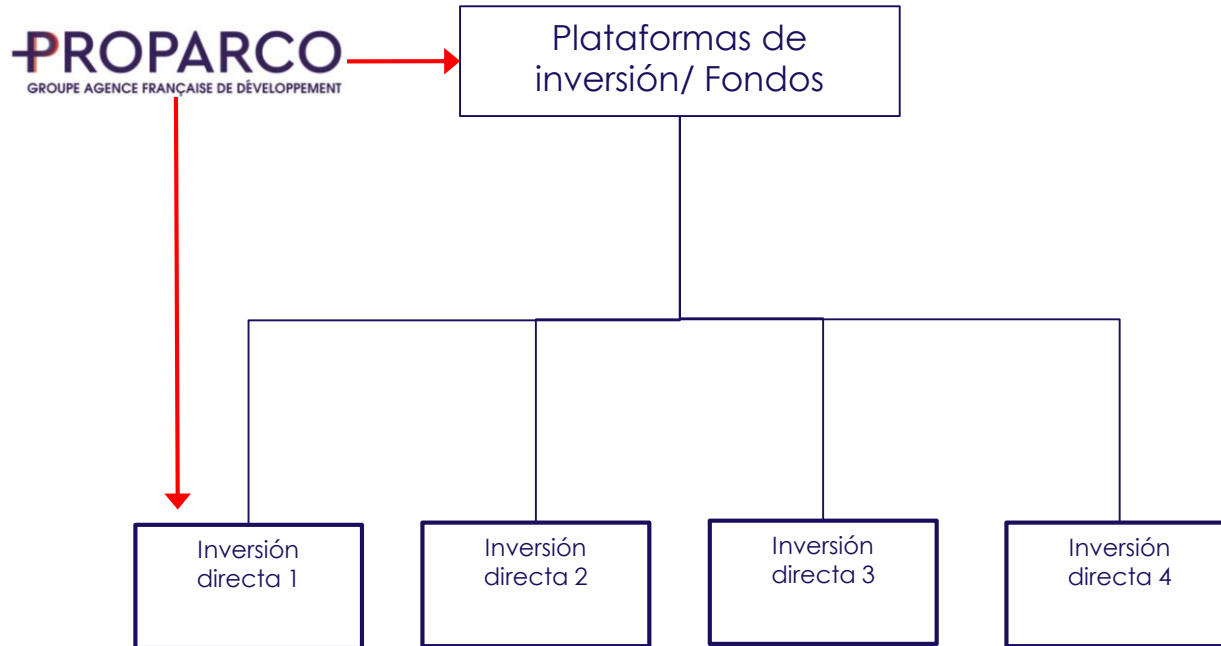 PROPARCO
GROUPE AGENCE FRANÇAISE DE DÉVELOPPEMENT
Plataformas de
inversión/ Fondos
Inversión
directa 1
Inversión
directa 2
Inversión
directa 3
Inversión
directa 4